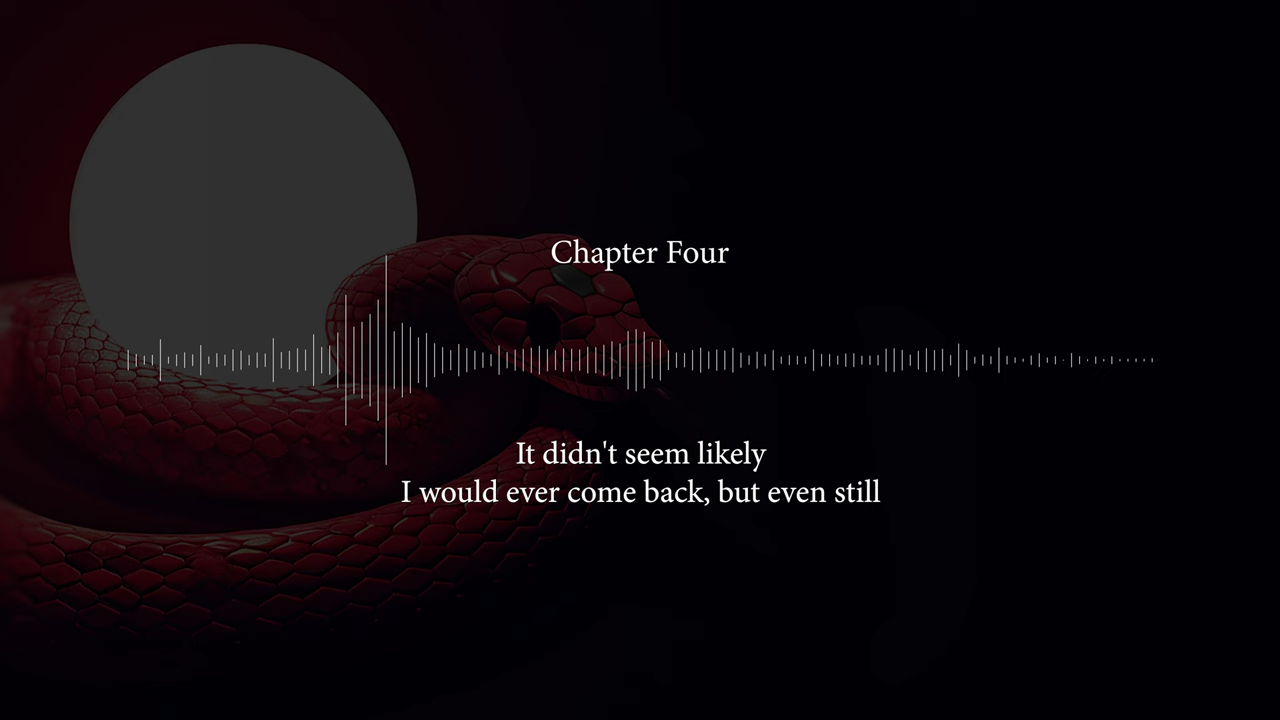 Chapter Four
It didn't seem likely
I would ever come back, but even still